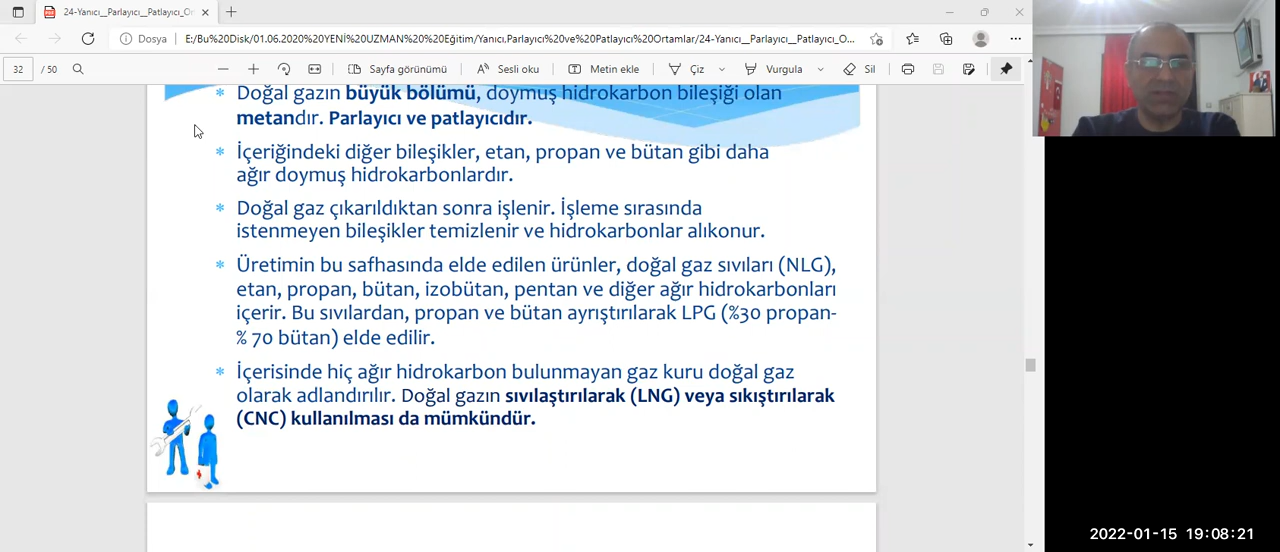 24-Yanıcı__Parlayıcı__Patlayıcı_Or
Dosya
E:/Bu%20Disk/01.06.2020%20YENİ%20UZMAN%20%20Eğitim/Yanıcı,Parlayıcı%20ve%20Patlayıcı%20Ortamlar/24-Yanıcı__Parlayıcı__Patlayıcı_O...
32 /50
Sayfa görünümü
Sesli oku
Metin ekle
Çiz
Vurgula
Sil
Doğal gazın büyük bölümü, doymuş hidrokarbon bileşiği olan
metandır. Parlayıcı ve patlayıcıdır.
İçeriğindeki diğer bileşikler, etan, propan ve bütan gibi daha
ağır doymuş hidrokarbonlardır.
Doğal gaz çıkarıldıktan sonra işlenir. İşleme sırasında
istenmeyen bileşikler temizlenir ve hidrokarbonlar alıkonur.
Üretimin bu safhasında elde edilen ürünler, doğal gaz sıvıları (NLG),
etan, propan, bütan, izobütan, pentan ve diğer ağır hidrokarbonları
içerir. Bu sıvılardan, propan ve bütan ayrıştırılarak LPG (%30 propan-
% 70 bütan) elde edilir.
İçerisinde hiç ağır hidrokarbon bulunmayan gaz kuru doğal gaz
olarak adlandırılır. Doğal gazın sıvılaştırılarak (LNG) veya sıkıştırılarak
(CNC) kullanılması da mümkündür.
2022-01-15 19:08:21